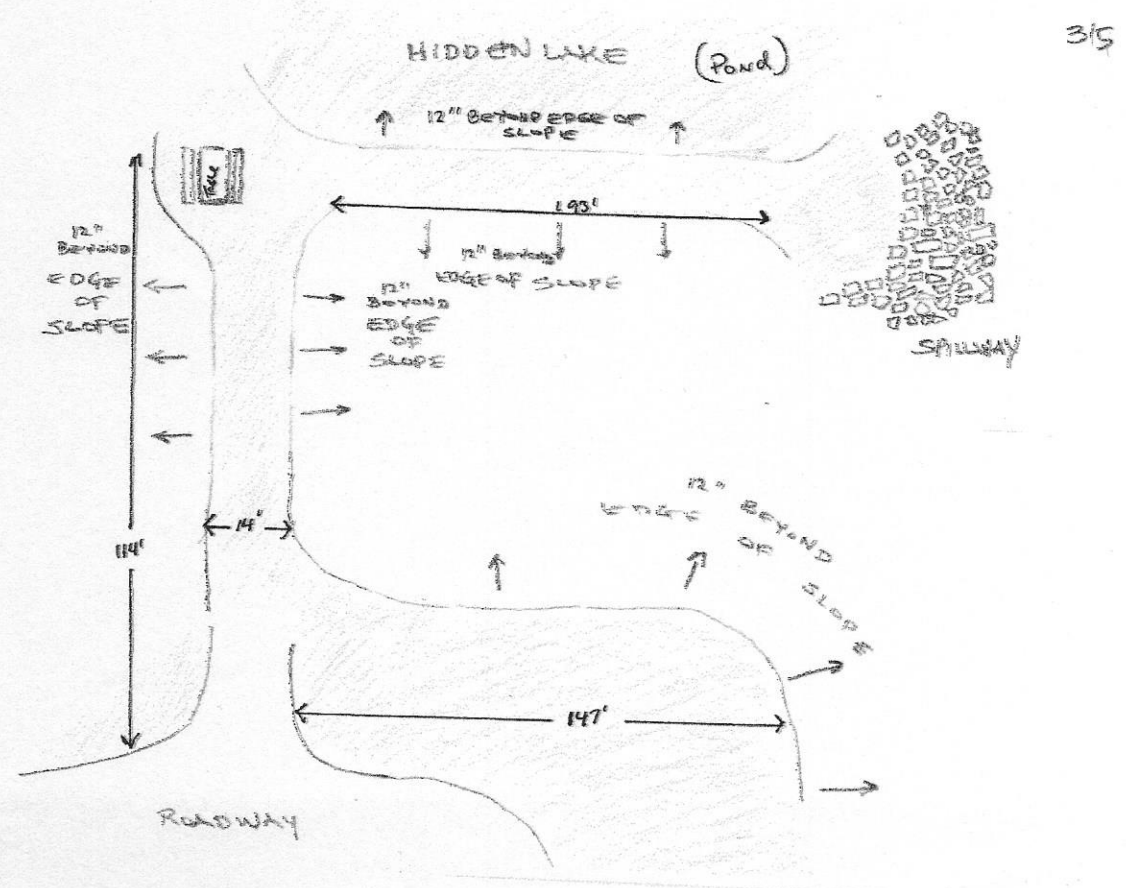 3/5
HIDDEN LAKE (Pond)
12" BEYOND EDGE OF
SLOPE
Table
193'
12"
BEYOND
EDGE
OF
SLOPE
12" Beyond
EDGE OF SLOPE
12"
BEYOND
EDGE
OF
SLOPE
SPILLWAY
12" BEYOND
EDGE OF SLOPE
14'
114'
147'
ROADWAY